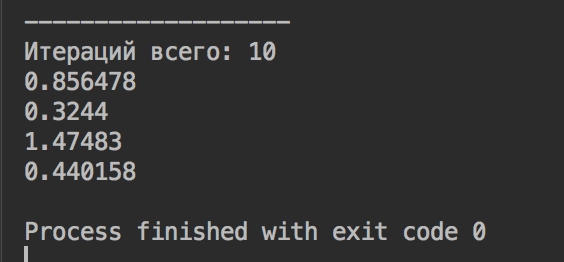 -------------------
Итераций всего: 10
0.856478
0.3244
1.47483
0.440158
Process finished with exit code 0